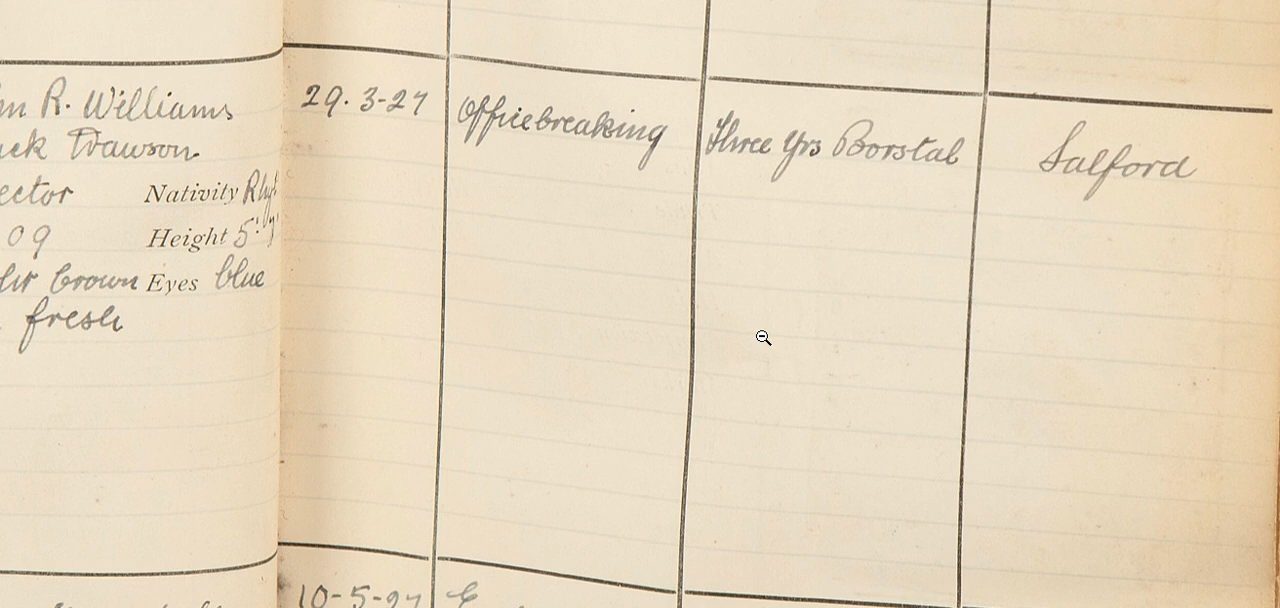 R. Williams
Dawson
Nativity
09 Height 5'
brown Eyes blue
fresh
29.3-27 Officebreaking Three Yrs Borstal Salford
10-5-27